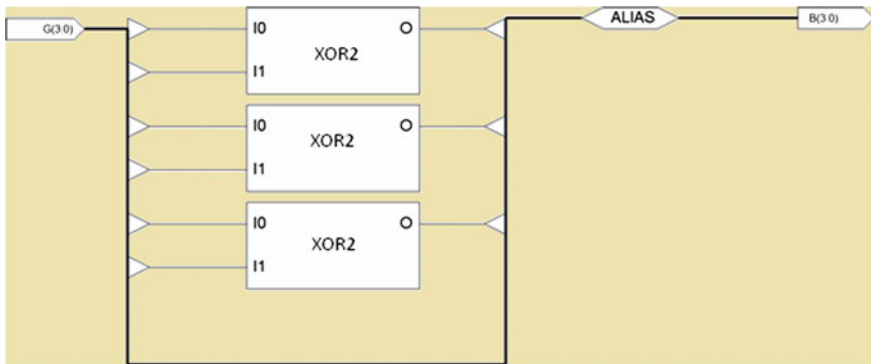 G(3:0)
I0
O
XOR2
I1
I0
O
XOR2
I1
I0
O
XOR2
I1
ALIAS
B(3:0)